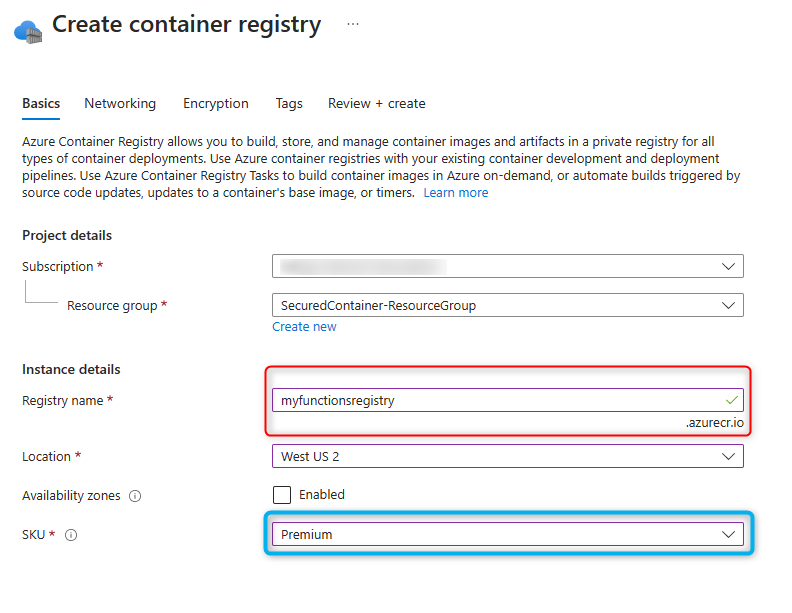 Create container registry ...
Basics Networking Encryption Tags Review + create
Azure Container Registry allows you to build, store, and manage container images and artifacts in a private registry for all
types of container deployments. Use Azure container registries with your existing container development and deployment
pipelines. Use Azure Container Registry Tasks to build container images in Azure on-demand, or automate builds triggered by
source code updates, updates to a container's base image, or timers. Learn more
Project details
Subscription *
Resource group * SecuredContainer-ResourceGroup
Create new
Instance details
Registry name * myfunctionsregistry
.azurecr.io
Location * West US 2
Availability zones Enabled
SKU * Premium